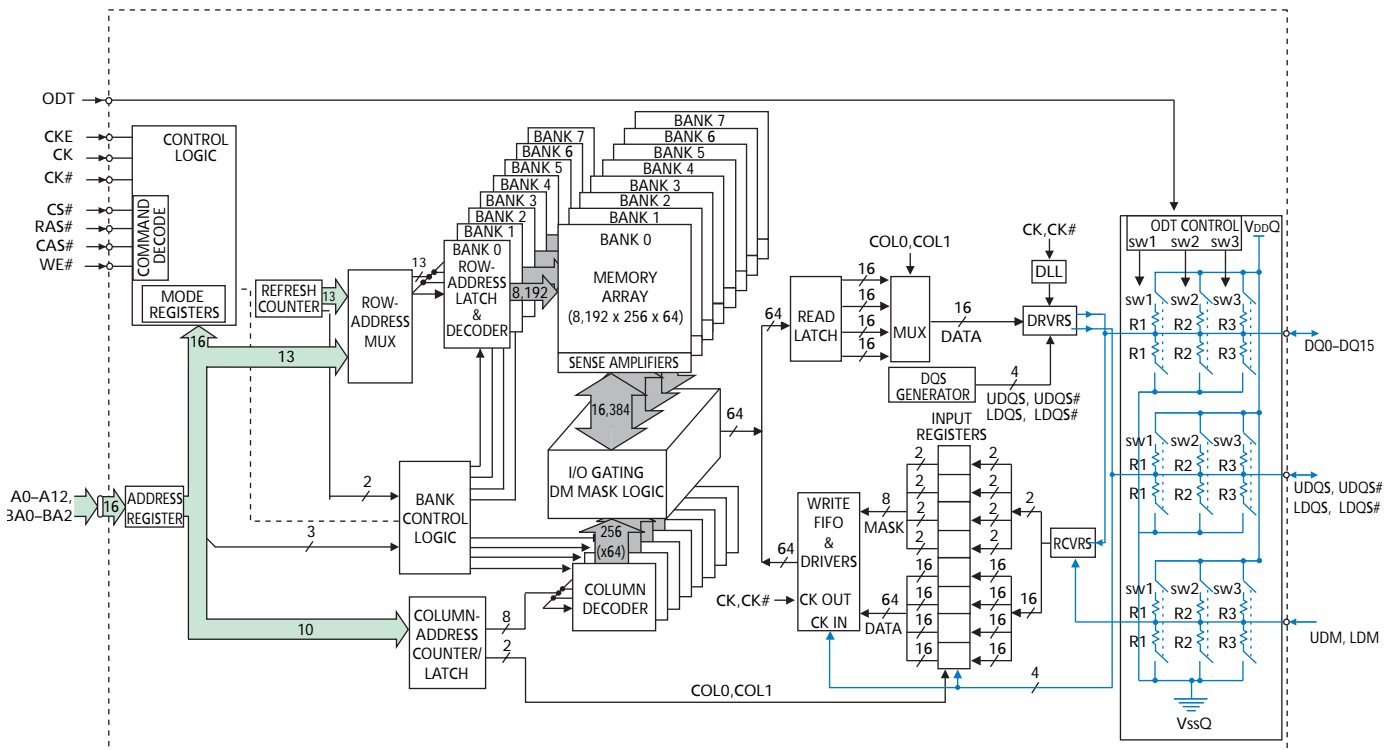 ODT
CKE
CK
CK#
CS#
RAS#
CAS#
WE#
CONTROL
LOGIC
COMMAND
DECODE
MODE
REGISTERS
REFRESH
COUNTER
13
16
13
ROW-
ADDRESS
MUX
13
BANK 7
BANK 6
BANK 5
BANK 4
BANK 3
BANK 2
BANK 1
BANK 0
ROW-
ADDRESS
LATCH
&
DECODER
8,192
BANK 7
BANK 6
BANK 5
BANK 4
BANK 3
BANK 2
BANK 1
BANK 0
MEMORY
ARRAY
(8,192 x 256 x 64)
SENSE AMPLIFIERS
16,384
I/O GATING
DM MASK LOGIC
256
(x64)
COLUMN
DECODER
A0–A12,
BA0–BA2
16
ADDRESS
REGISTER
2
3
BANK
CONTROL
LOGIC
10
COLUMN-
ADDRESS
COUNTER/
LATCH
8
2
COL0,COL1
64
64
READ
LATCH
16
16
16
16
COL0,COL1
MUX
16
DATA
CK,CK#
DLL
DRVRS
DQS
GENERATOR
4
UDQS, UDQS#
LDQS, LDQS#
INPUT
REGISTERS
2
2
2
2
2
2
2
2
2
16
16
16
16
16
16
16
16
16
RCVRS
64
WRITE
FIFO
&
DRIVERS
CK OUT
CK IN
CK,CK#
8
MASK
64
DATA
4
ODT CONTROL
VDDQ
sw1
sw2
sw3
sw1
sw2
sw3
R1
R2
R3
R1
R2
R3
DQ0–DQ15
sw1
sw2
sw3
R1
R2
R3
R1
R2
R3
UDQS, UDQS#
LDQS, LDQS#
sw1
sw2
sw3
R1
R2
R3
R1
R2
R3
UDM, LDM
VssQ